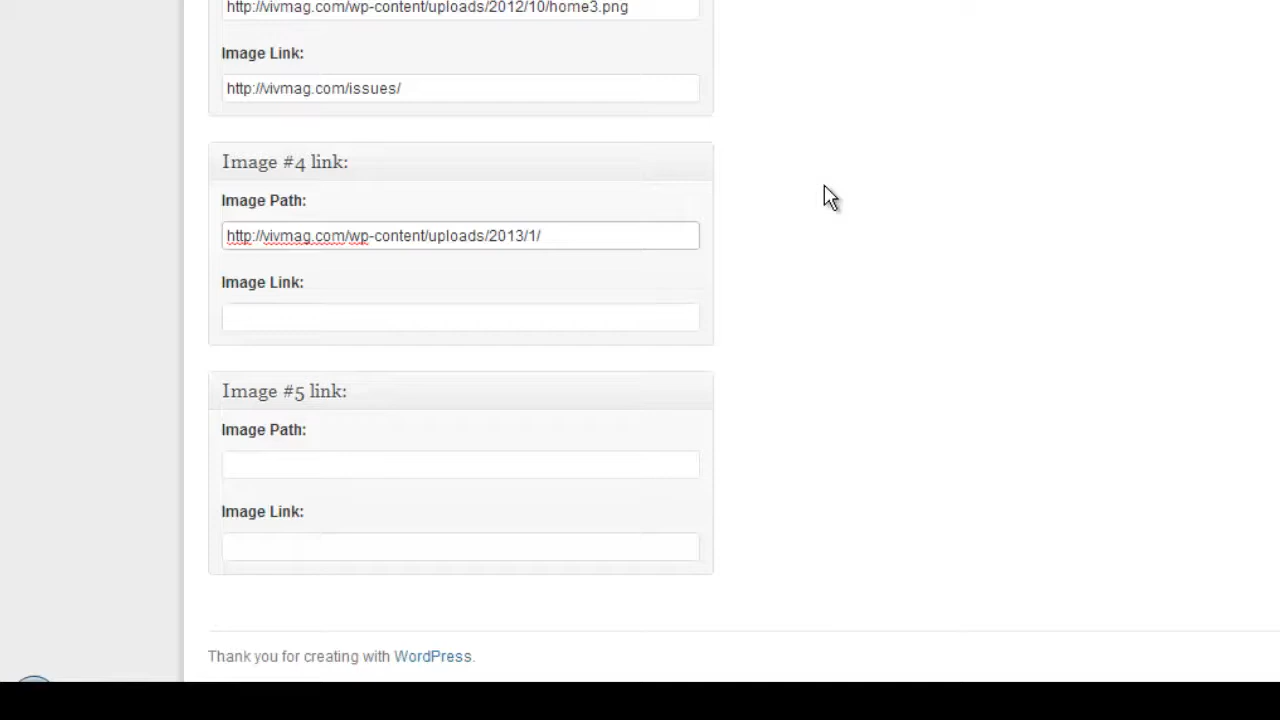 http://vivmag.com/wp-content/uploads/2012/10/home3.png
Image Link:
http://vivmag.com/issues/
Image #4 link:
Image Path:
http://vivmag.com/wp-content/uploads/2013/1/
Image Link:
Image #5 link:
Image Path:
Image Link:
Thank you for creating with WordPress.